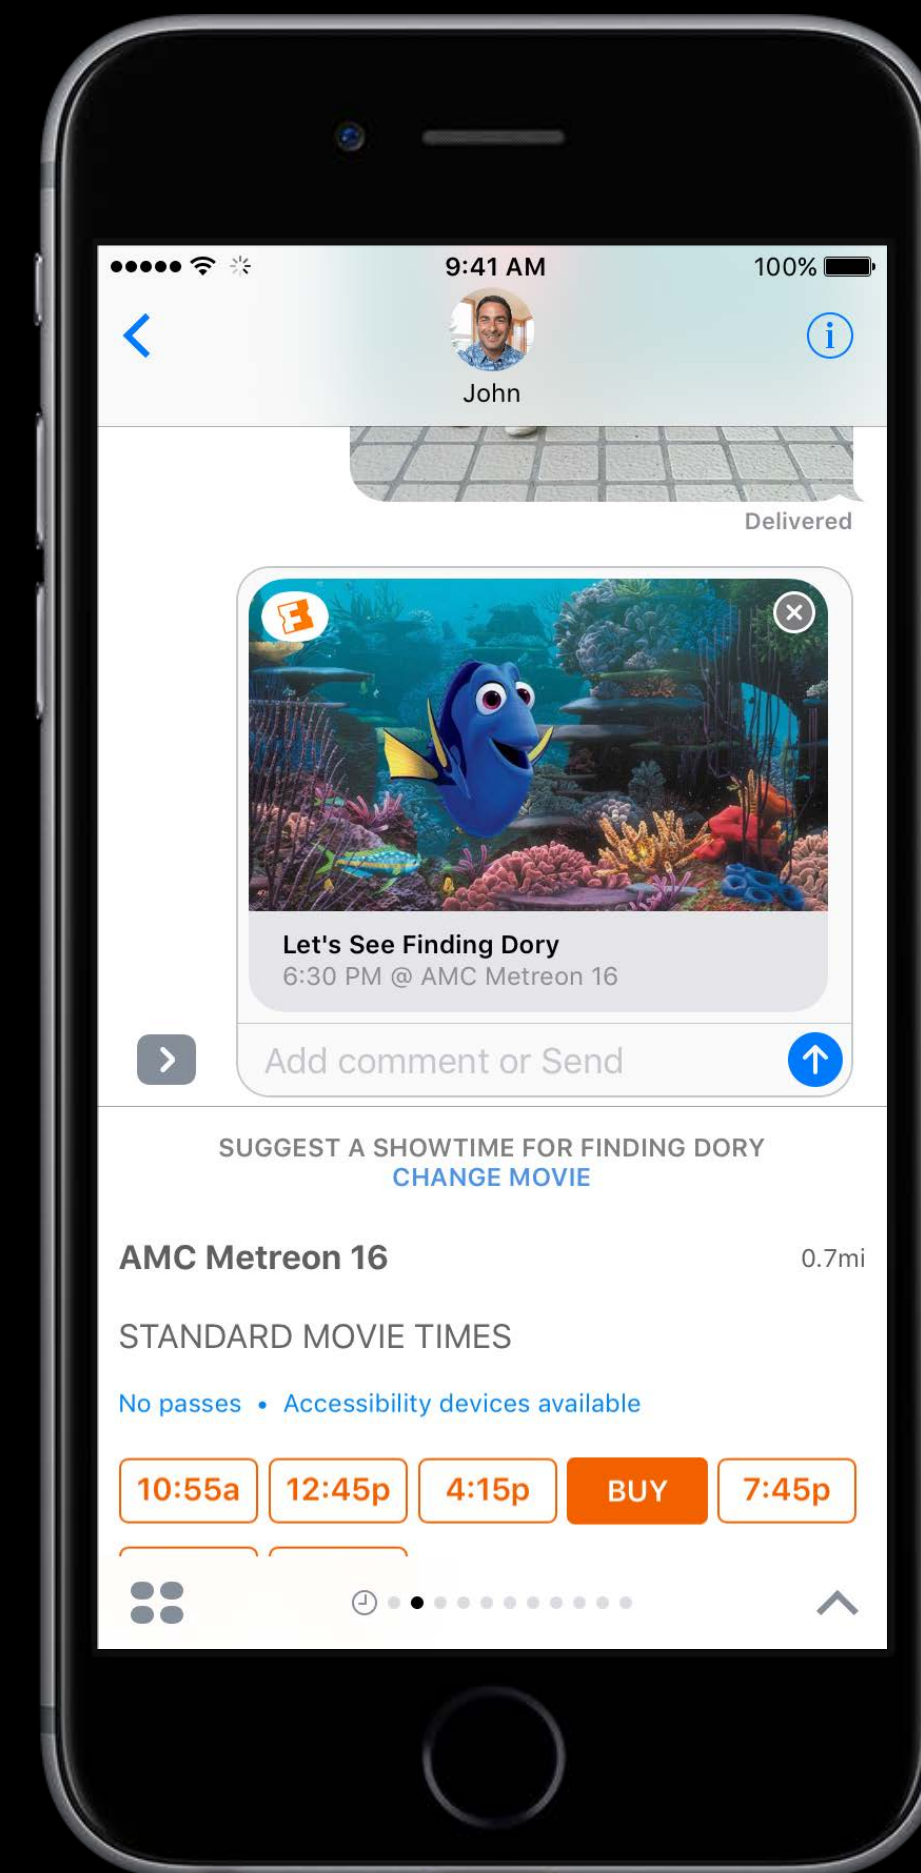 9:41 AM
100%
John
Delivered
Let's See Finding Dory
6:30 PM @ AMC Metreon 16
Add comment or Send
SUGGEST A SHOWTIME FOR FINDING DORY
CHANGE MOVIE
AMC Metreon 16
0.7mi
STANDARD MOVIE TIMES
No passes • Accessibility devices available
10:55a 12:45p 4:15p BUY 7:45p